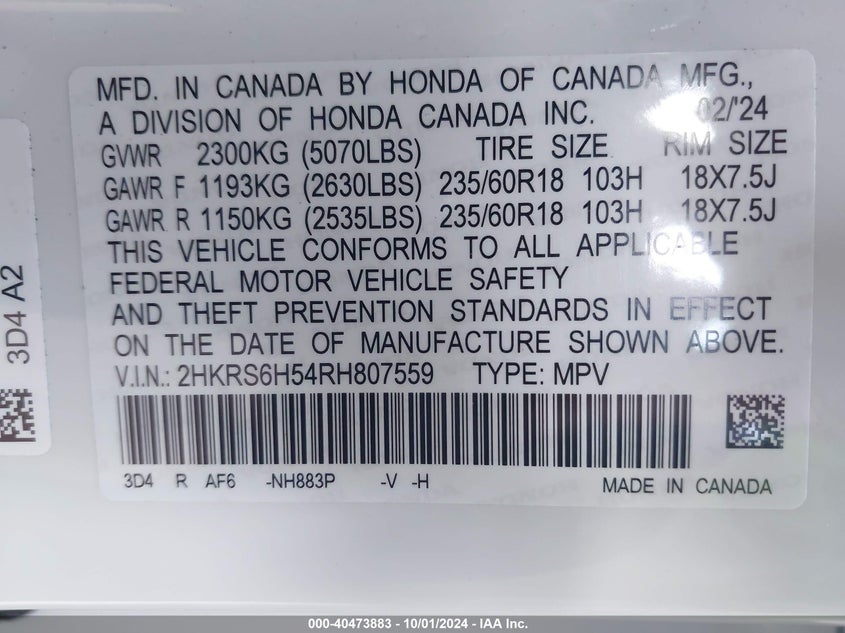 MFD. IN CANADA BY HONDA OF CANADA MFG.,
A DIVISION OF HONDA CANADA INC. 02/'24
GVWR 2300KG (5070LBS) TIRE SIZE RIM SIZE
GAWR F 1193KG (2630LBS) 235/60R18 103H 18X7.5J
GAWR R 1150KG (2535LBS) 235/60R18 103H 18X7.5J
THIS VEHICLE CONFORMS TO ALL APPLICABLE
FEDERAL MOTOR VEHICLE SAFETY
AND THEFT PREVENTION STANDARDS IN EFFECT
ON THE DATE OF MANUFACTURE SHOWN ABOVE.
V.I.N.: 2HKRS6H54RH807559 TYPE: MPV
3D4 R AF6 -NH883P -V -H MADE IN CANADA
3D4 A2
000-40473883 - 10/01/2024 - IAA Inc.